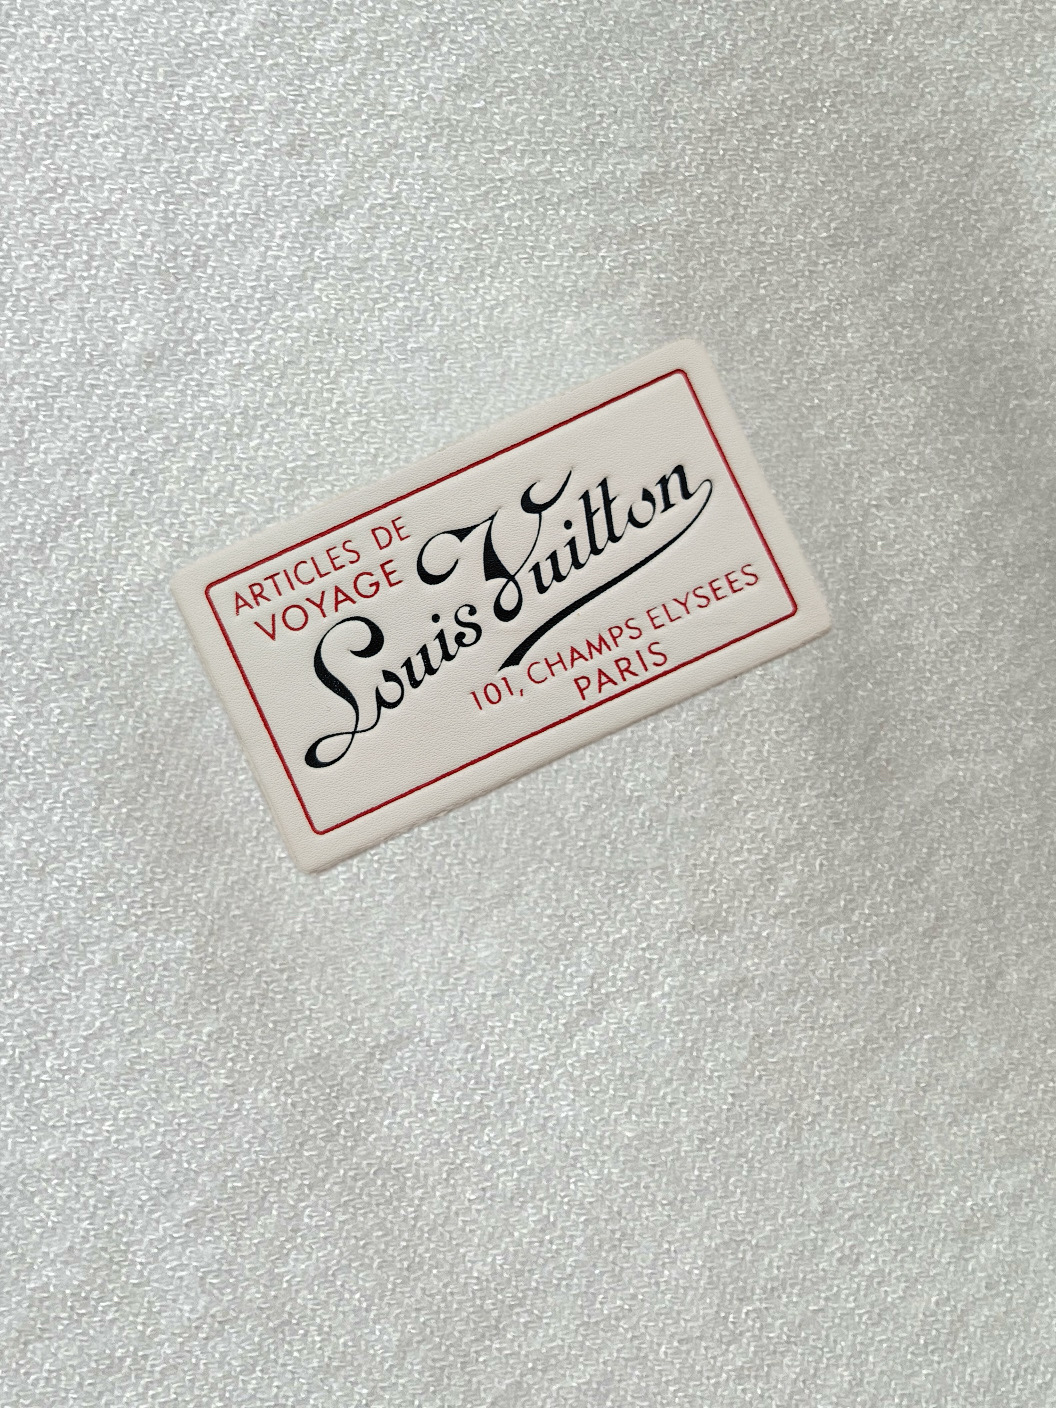 ARTICLES DE
VOYAGE
Louis Vuitton
101, CHAMPS ELYSEES
PARIS